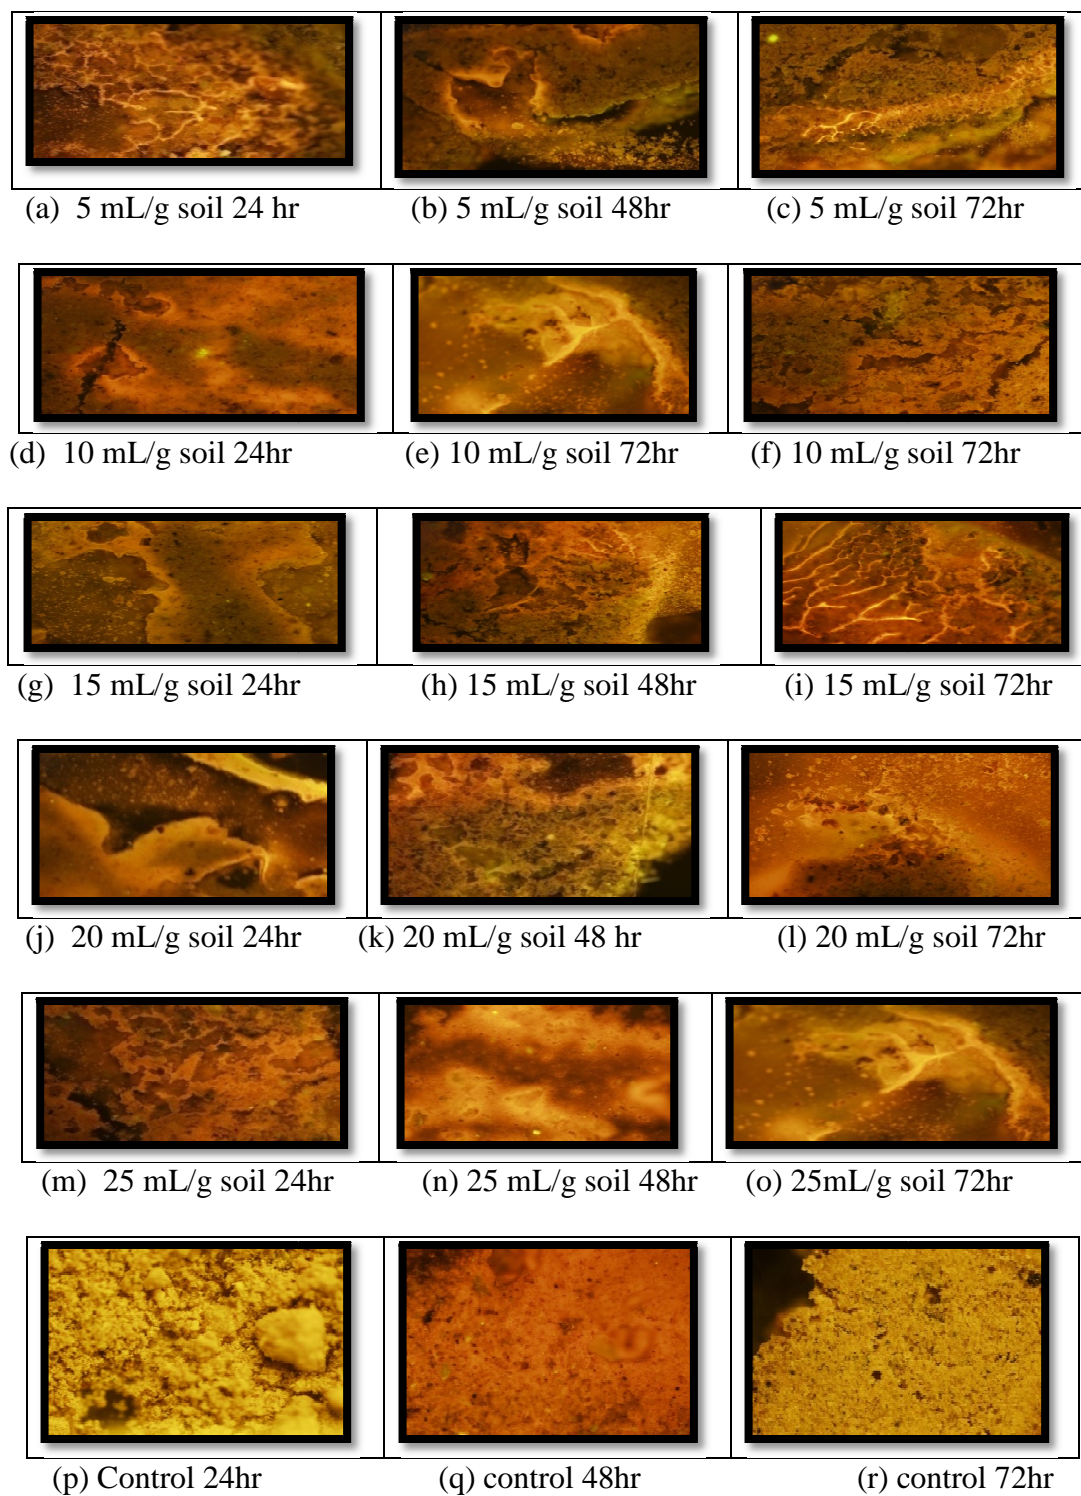 (a) 5 mL/g soil 24 hr (b) 5 mL/g soil 48hr (c) 5 mL/g soil 72hr
(d) 10 mL/g soil 24hr (e) 10 mL/g soil 72hr (f) 10 mL/g soil 72hr
(g) 15 mL/g soil 24hr (h) 15 mL/g soil 48hr (i) 15 mL/g soil 72hr
(j) 20 mL/g soil 24hr (k) 20 mL/g soil 48 hr (l) 20 mL/g soil 72hr
(m) 25 mL/g soil 24hr (n) 25 mL/g soil 48hr (o) 25mL/g soil 72hr
(p) Control 24hr (q) control 48hr (r) control 72hr